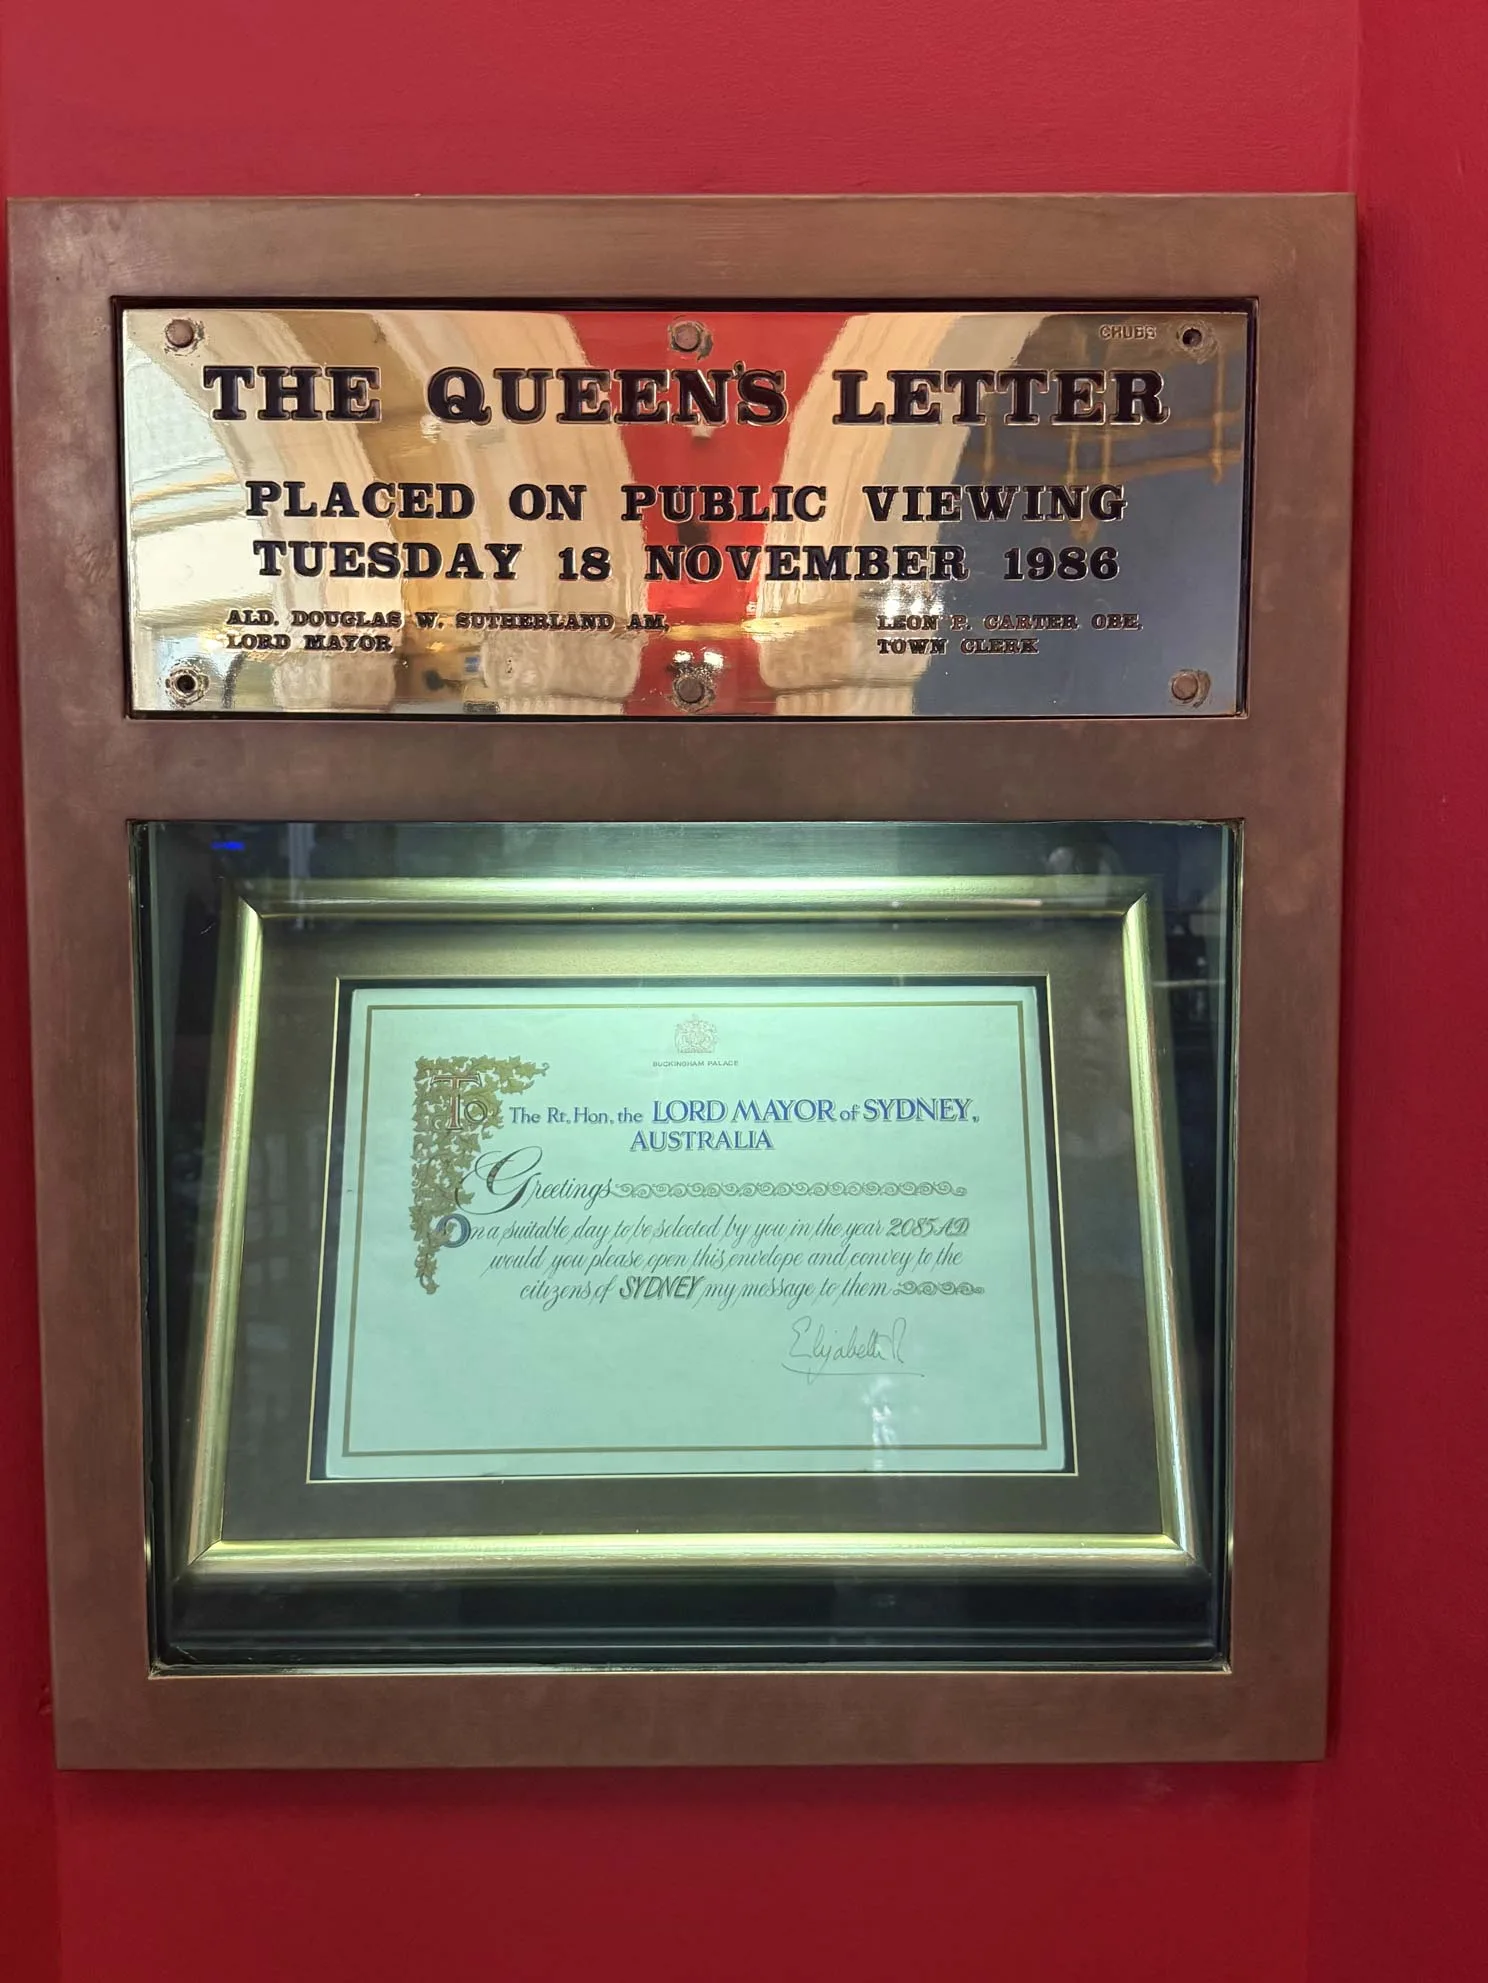 CHUBB
THE QUEEN'S LETTER
PLACED ON PUBLIC VIEWING
TUESDAY 18 NOVEMBER 1986
ALD. DOUGLAS W. SUTHERLAND AM,
LORD MAYOR
LEON P. CARTER OBE,
TOWN CLERK
BUCKINGHAM PALACE
To The Rt. Hon. the LORD MAYOR of SYDNEY,
AUSTRALIA
Greetings
On a suitable day to be selected by you in the year 2085 A.D.
would you please open this envelope and convey to the
citizens of SYDNEY my message to them
Elizabeth R